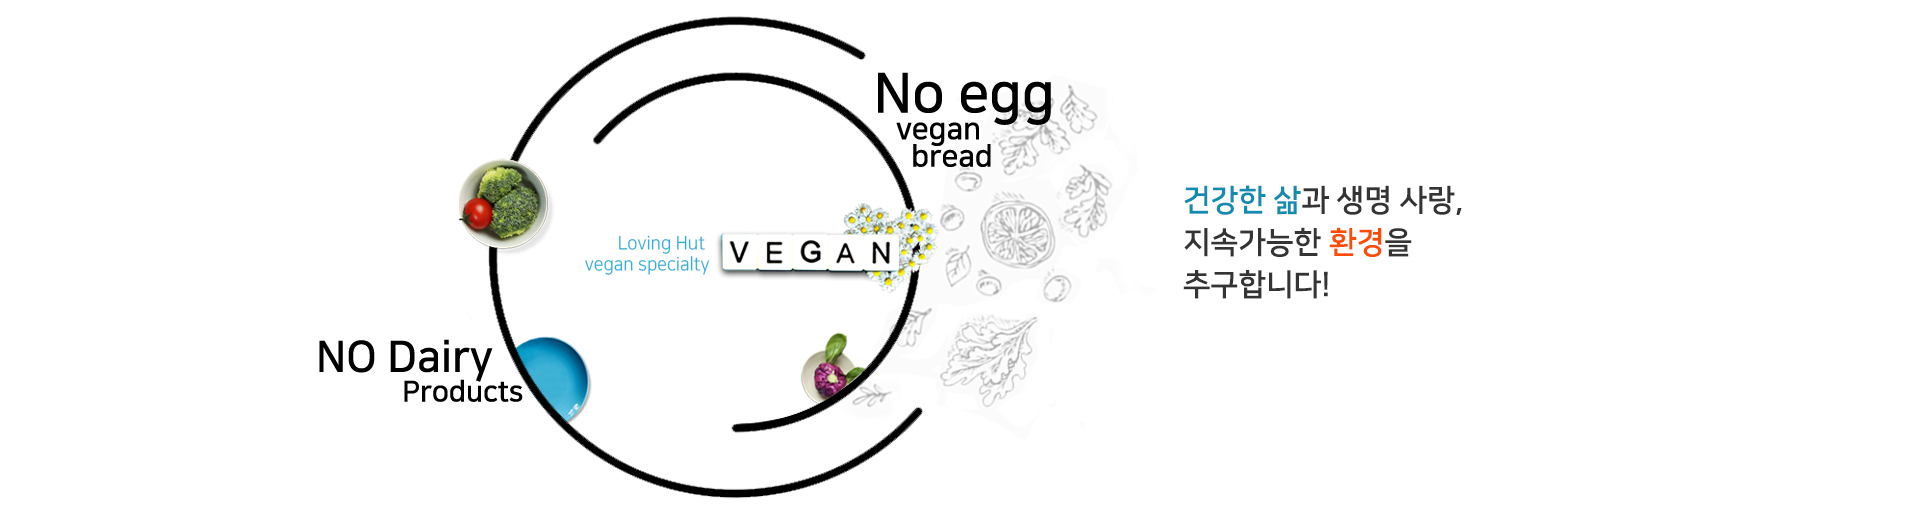 No egg
vegan
bread
Loving Hut
vegan specialty
VEGAN
NO Dairy
Products
건강한 삶과 생명 사랑,
지속가능한 환경을
추구합니다!